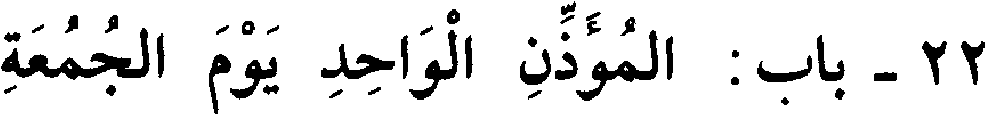 ٢٢ - باب: المُؤَذِّنِ الْوَاحِدِ يَوْمَ الجُمُعَةِ